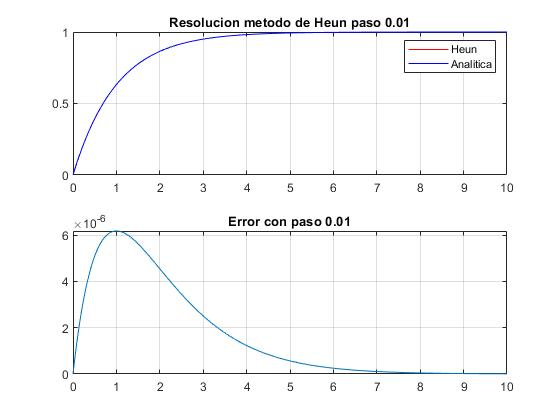 Resolucion metodo de Heun paso 0.01
1
0.5
0
Heun
Analitica
0 1 2 3 4 5 6 7 8 9 10
Error con paso 0.01
×10-6
6
4
2
0
0 1 2 3 4 5 6 7 8 9 10